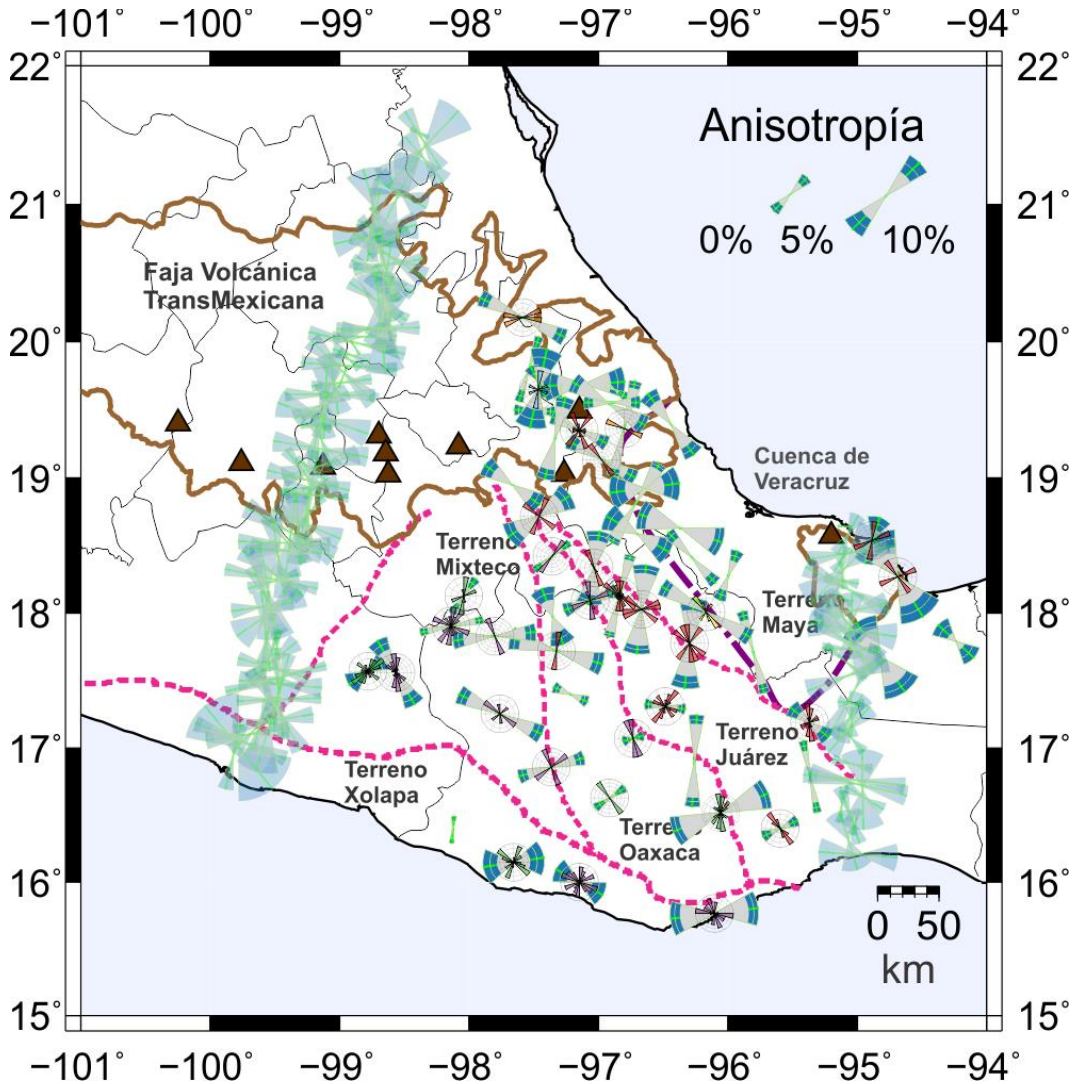 −101˚ −100˚ −99˚ −98˚ −97˚ −96˚ −95˚ −94˚
22˚ 22˚
Anisotropía
21˚ 21˚
0% 5% 10%
Faja Volcánica
TransMexicana
20˚ 20˚
19˚ 19˚
Cuenca de
Veracruz
Terreno
Mixteco
Terreno
Maya
18˚ 18˚
Terreno
Juárez
17˚ 17˚
Terreno
Xolapa
Terre
Oaxaca
16˚ 16˚
0 50
km
15˚ 15˚
−101˚ −100˚ −99˚ −98˚ −97˚ −96˚ −95˚ −94˚